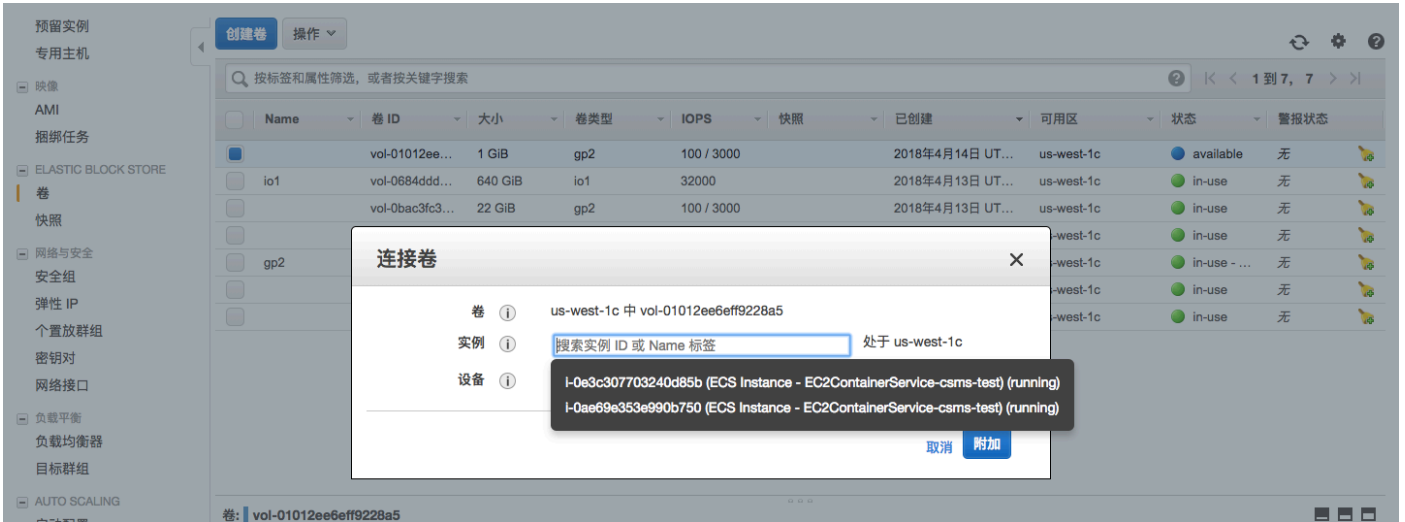 预留实例
专用主机
映像
AMI
捆绑任务
ELASTIC BLOCK STORE
卷
快照
网络与安全
安全组
弹性 IP
个置放群组
密钥对
网络接口
负载平衡
负载均衡器
目标群组
AUTO SCALING
创建卷 操作
按标签和属性筛选，或者按关键字搜索 1 到 7， 7
Name 卷 ID 大小 卷类型 IOPS 快照 已创建 可用区 状态 警报状态
vol-01012ee... 1 GiB gp2 100 / 3000 2018年4月14日 UT... us-west-1c available 无
io1 vol-0684ddd... 640 GiB io1 32000 2018年4月13日 UT... us-west-1c in-use 无
vol-0bac3fc3... 22 GiB gp2 100 / 3000 2018年4月13日 UT... us-west-1c in-use 无
-west-1c in-use 无
gp2 -west-1c in-use - ... 无
-west-1c in-use 无
-west-1c in-use 无
连接卷
卷 us-west-1c 中 vol-01012ee6eff9228a5
实例 搜索实例 ID 或 Name 标签 处于 us-west-1c
设备
i-0e3c307703240d85b (ECS Instance - EC2ContainerService-csms-test) (running)
i-0ae69e353e990b750 (ECS Instance - EC2ContainerService-csms-test) (running)
取消 附加
卷: vol-01012ee6eff9228a5